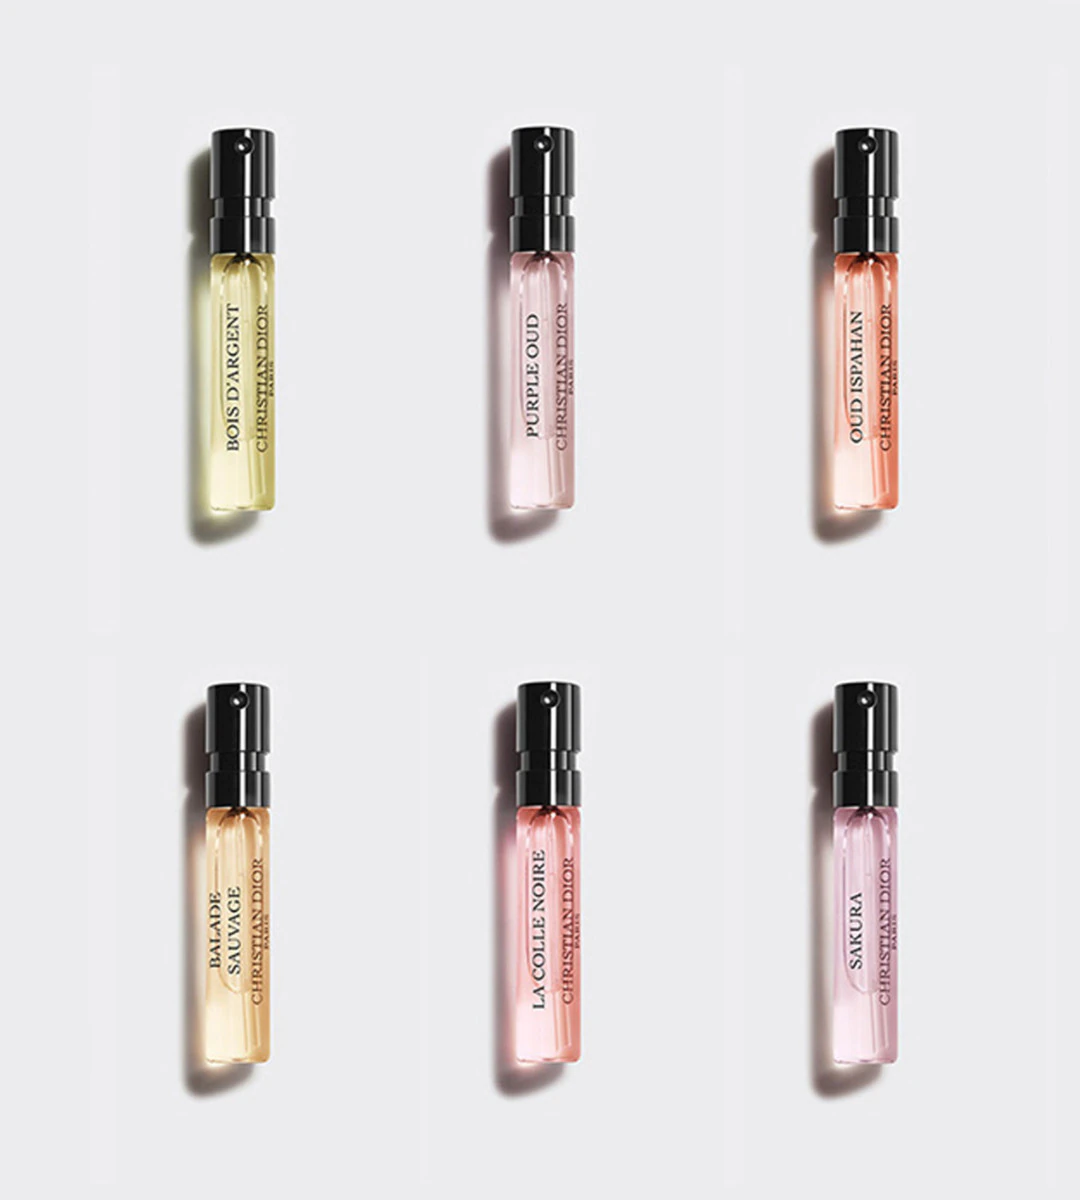 BOIS D'ARGENT
CHRISTIAN DIOR
PARIS
PURPLE OUD
CHRISTIAN DIOR
PARIS
OUD ISPAHAN
CHRISTIAN DIOR
PARIS
BALADE
SAUVAGE
CHRISTIAN DIOR
PARIS
LA COLLE NOIRE
CHRISTIAN DIOR
PARIS
SAKURA
CHRISTIAN DIOR
PARIS